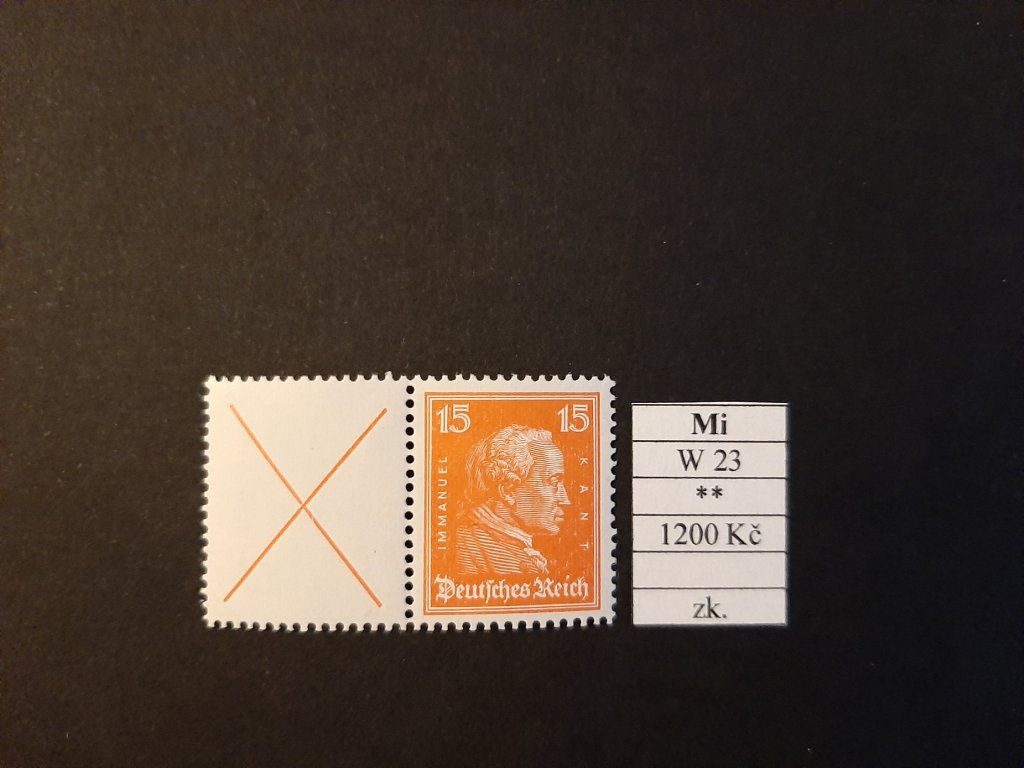 15 15
IMMANUEL
KANT
Deutsches Reich
Mi
W 23
**
1200 Kč
zk.